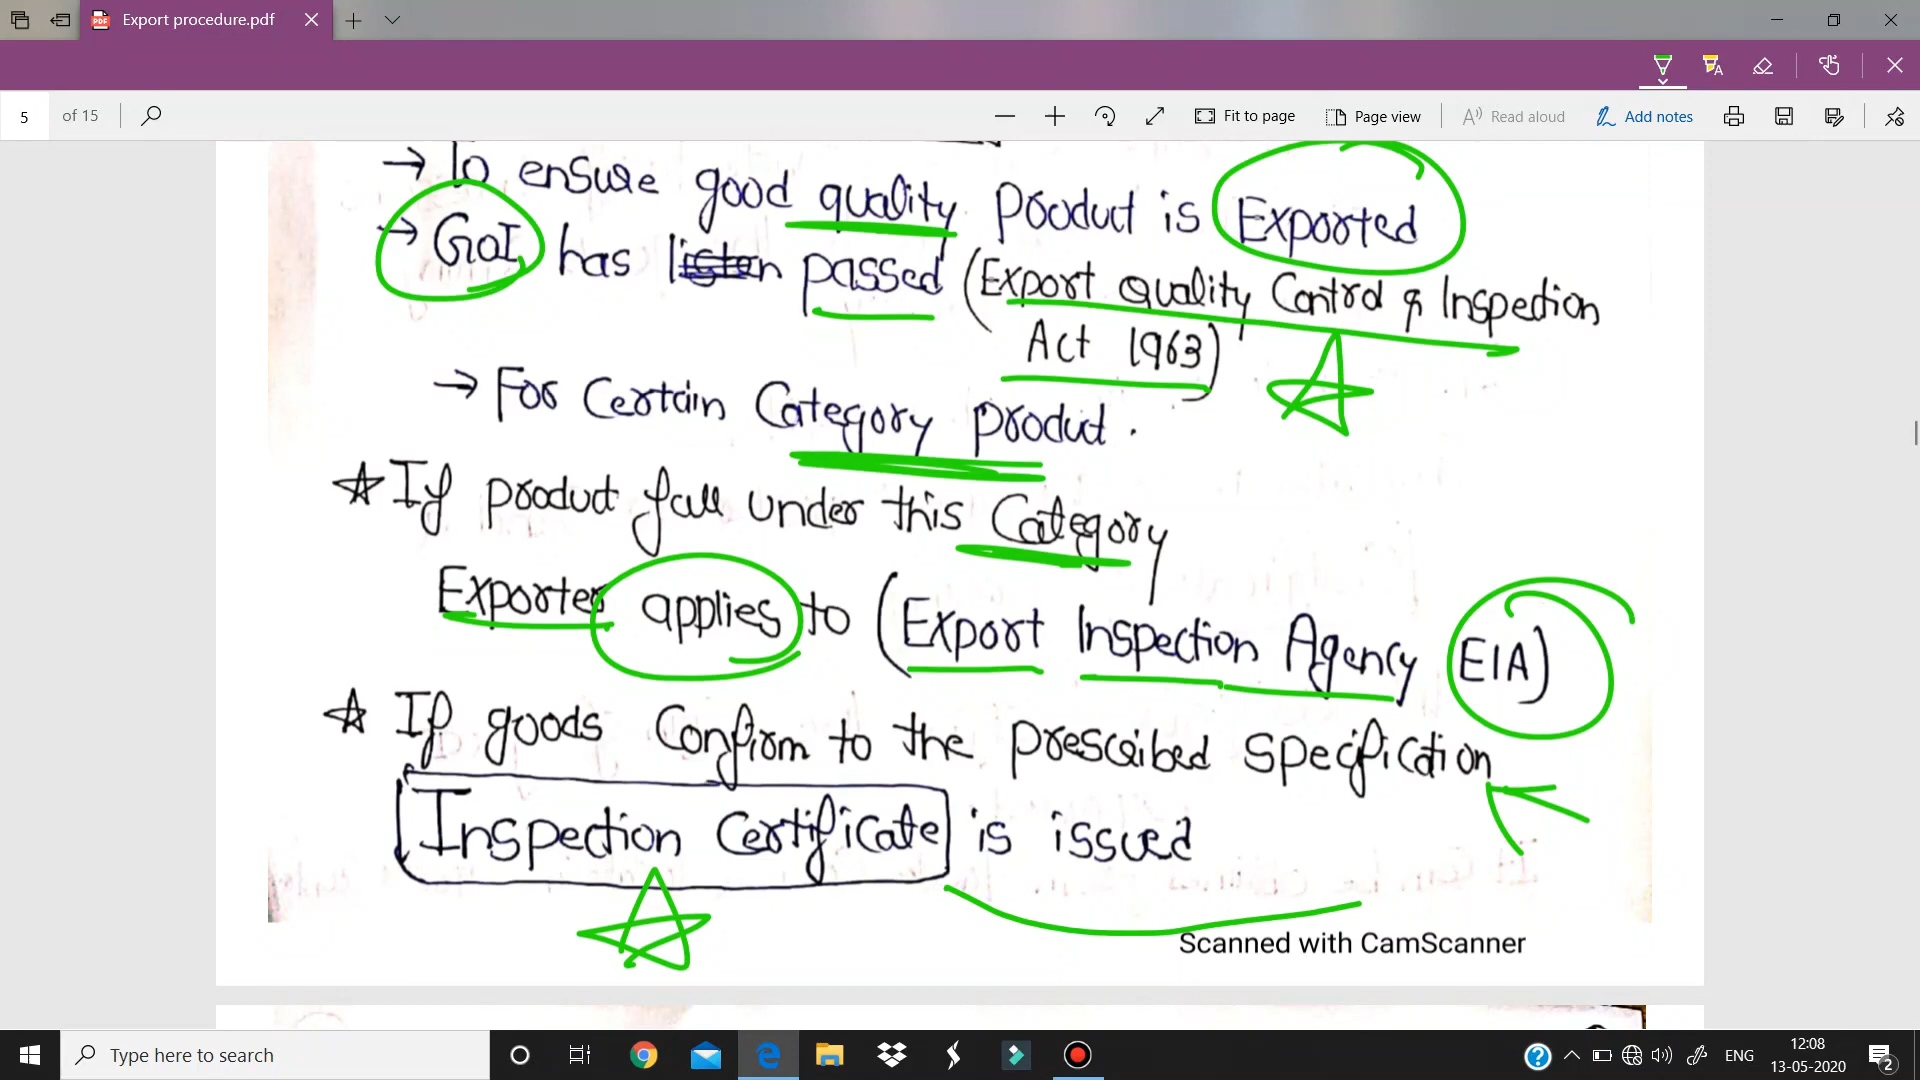 Export procedure.pdf
5 of 15
Fit to page
Page view
Read aloud
Add notes
→ To ensure good quality Product is Exported
→ GoI has passed (Export Quality Control & Inspection
Act 1963)
→ For Certain Category product.
☆ If product fall under this Category
Exporter applies to (Export Inspection Agency EIA)
☆ If goods Confirm to the prescribed specification
Inspection Certificate is issued
Scanned with CamScanner
Type here to search
ENG
12:08
13-05-2020
2